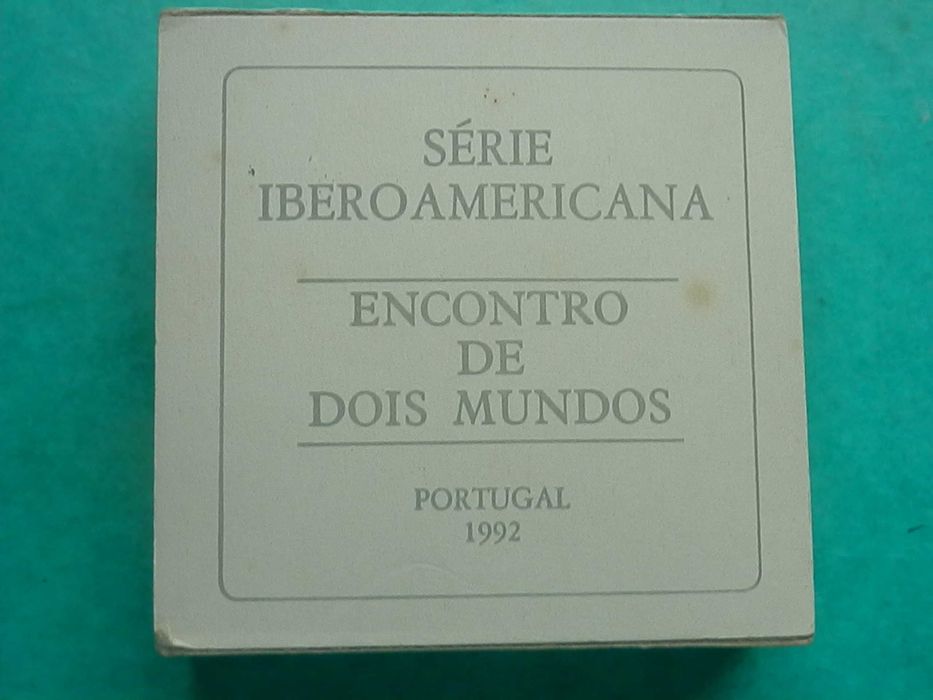 SÉRIE
IBEROAMERICANA
ENCONTRO
DE
DOIS MUNDOS
PORTUGAL
1992